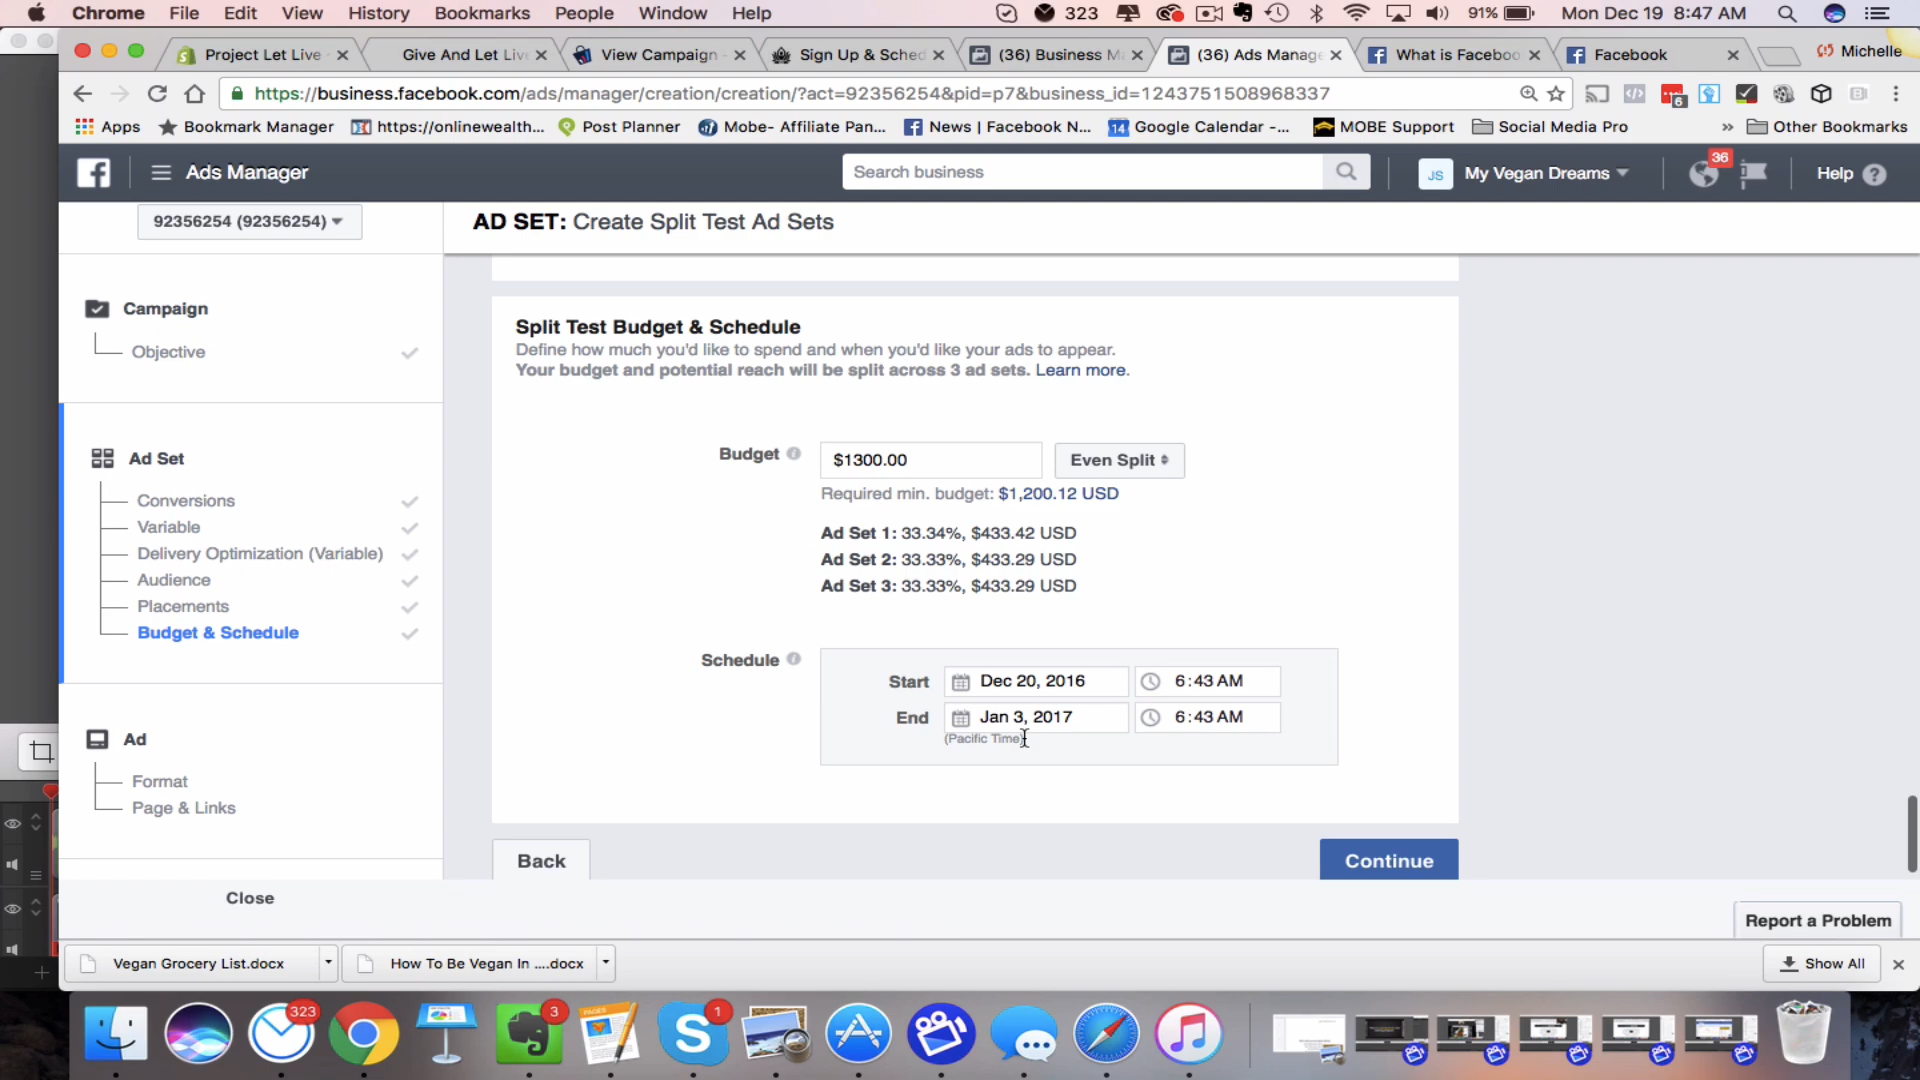 Chrome File Edit View History Bookmarks People Window Help 323 91% Mon Dec 19 8:47 AM
Project Let Live - Give And Let Live View Campaign - Sign Up & Sched (36) Business Ma (36) Ads Manage What is Faceboo Facebook Michelle
https://business.facebook.com/ads/manager/creation/creation/?act=92356254&pid=p7&business_id=1243751508968337 6
Apps Bookmark Manager https://onlinewealth... Post Planner Mobe- Affiliate Pan... News | Facebook N... 14 Google Calendar -... MOBE Support Social Media Pro » Other Bookmarks
Ads Manager Search business JS My Vegan Dreams 36 Help ?
92356254 (92356254) AD SET: Create Split Test Ad Sets
Campaign
Objective
Ad Set
Conversions
Variable
Delivery Optimization (Variable)
Audience
Placements
Budget & Schedule
Ad
Format
Page & Links
Close
Split Test Budget & Schedule
Define how much you'd like to spend and when you'd like your ads to appear.
Your budget and potential reach will be split across 3 ad sets. Learn more.
Budget $1300.00 Even Split
Required min. budget: $1,200.12 USD
Ad Set 1: 33.34%, $433.42 USD
Ad Set 2: 33.33%, $433.29 USD
Ad Set 3: 33.33%, $433.29 USD
Schedule
Start Dec 20, 2016 6:43 AM
End Jan 3, 2017 6:43 AM
(Pacific Time)
Back Continue
Report a Problem
Vegan Grocery List.docx How To Be Vegan In ....docx Show All
323 3 PAGES 1